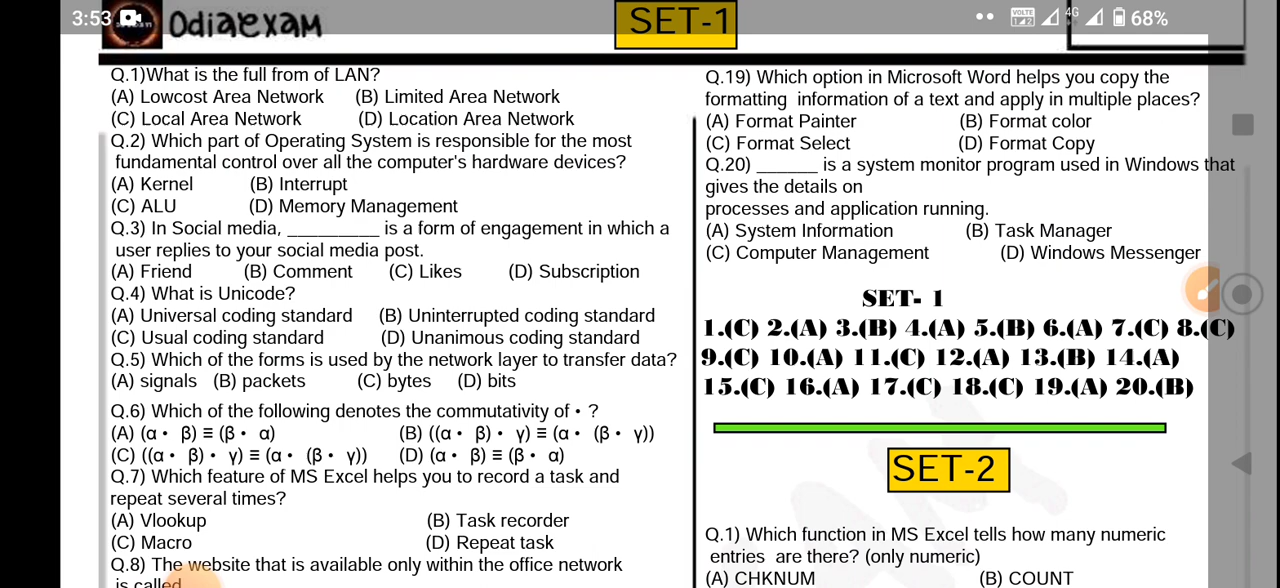 3:53
OdiaExam
SET-1
4G
68%
Q.1)What is the full from of LAN?
(A) Lowcost Area Network (B) Limited Area Network
(C) Local Area Network (D) Location Area Network
Q.2) Which part of Operating System is responsible for the most
fundamental control over all the computer's hardware devices?
(A) Kernel (B) Interrupt
(C) ALU (D) Memory Management
Q.3) In Social media, _________ is a form of engagement in which a
user replies to your social media post.
(A) Friend (B) Comment (C) Likes (D) Subscription
Q.4) What is Unicode?
(A) Universal coding standard (B) Uninterrupted coding standard
(C) Usual coding standard (D) Unanimous coding standard
Q.5) Which of the forms is used by the network layer to transfer data?
(A) signals (B) packets (C) bytes (D) bits
Q.6) Which of the following denotes the commutativity of • ?
(A) (α • β) ≡ (β • α) (B) ((α • β) • γ) ≡ (α • (β • γ))
(C) ((α • β) • γ) ≡ (α • (β • γ)) (D) (α • β) ≡ (β • α)
Q.7) Which feature of MS Excel helps you to record a task and
repeat several times?
(A) Vlookup (B) Task recorder
(C) Macro (D) Repeat task
Q.8) The website that is available only within the office network
is called
Q.19) Which option in Microsoft Word helps you copy the
formatting information of a text and apply in multiple places?
(A) Format Painter (B) Format color
(C) Format Select (D) Format Copy
Q.20) ______ is a system monitor program used in Windows that
gives the details on
processes and application running.
(A) System Information (B) Task Manager
(C) Computer Management (D) Windows Messenger
SET- 1
1.(C) 2.(A) 3.(B) 4.(A) 5.(B) 6.(A) 7.(C) 8.(C)
9.(C) 10.(A) 11.(C) 12.(A) 13.(B) 14.(A)
15.(C) 16.(A) 17.(C) 18.(C) 19.(A) 20.(B)
SET-2
Q.1) Which function in MS Excel tells how many numeric
entries are there? (only numeric)
(A) CHKNUM (B) COUNT